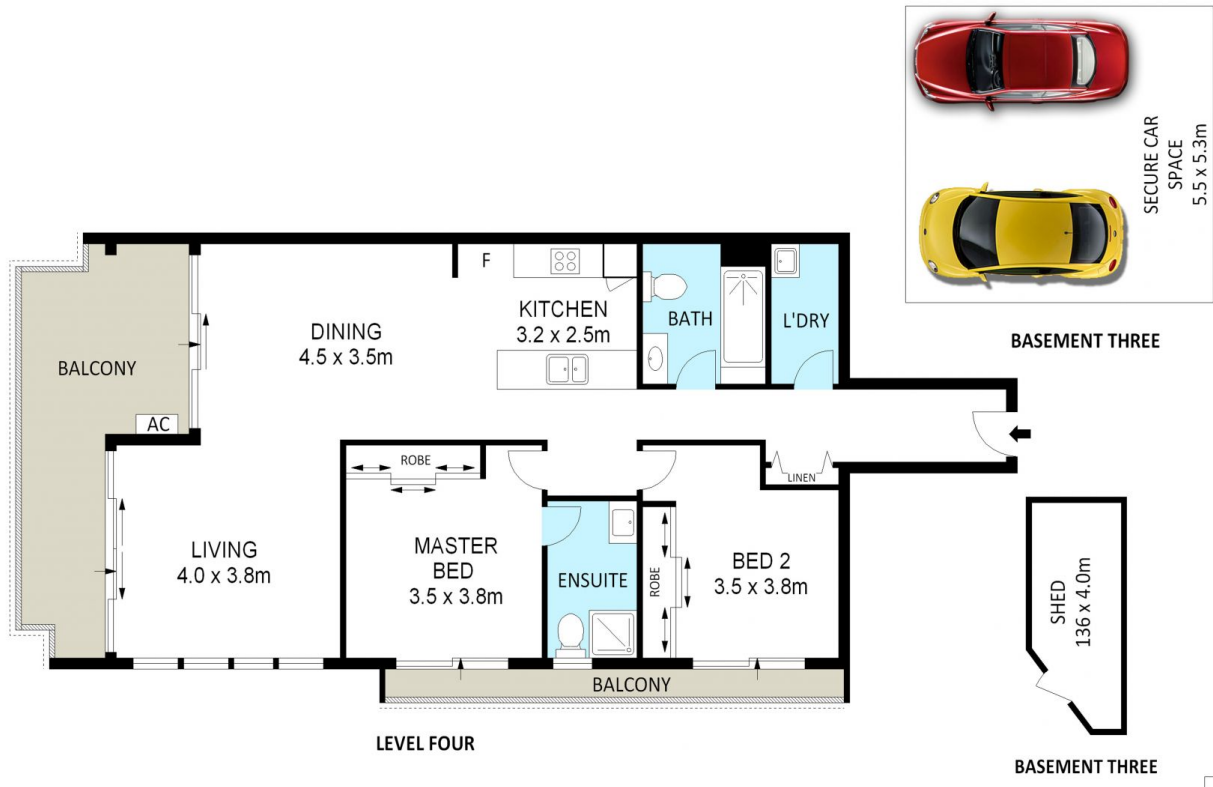 SECURE CAR
SPACE
5.5 x 5.3m
BASEMENT THREE
BALCONY
AC
DINING
4.5 x 3.5m
F
KITCHEN
3.2 x 2.5m
BATH
L'DRY
LIVING
4.0 x 3.8m
ROBE
MASTER
BED
3.5 x 3.8m
ENSUITE
ROBE
BED 2
3.5 x 3.8m
LINEN
BALCONY
LEVEL FOUR
SHED
136 x 4.0m
BASEMENT THREE